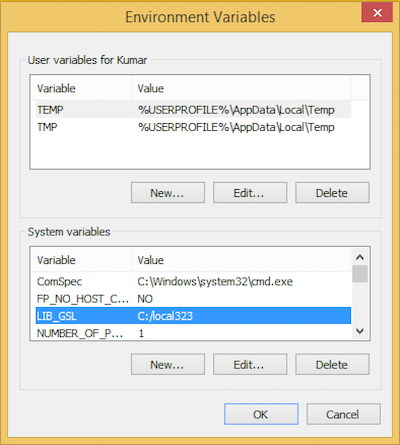 Environment Variables
User variables for Kumar
Variable Value
TEMP %USERPROFILE%\AppData\Local\Temp
TMP %USERPROFILE%\AppData\Local\Temp
New... Edit... Delete
System variables
Variable Value
ComSpec C:\Windows\system32\cmd.exe
FP_NO_HOST_C... NO
LIB_GSL C:/local323
NUMBER_OF_P... 1
New... Edit... Delete
OK Cancel